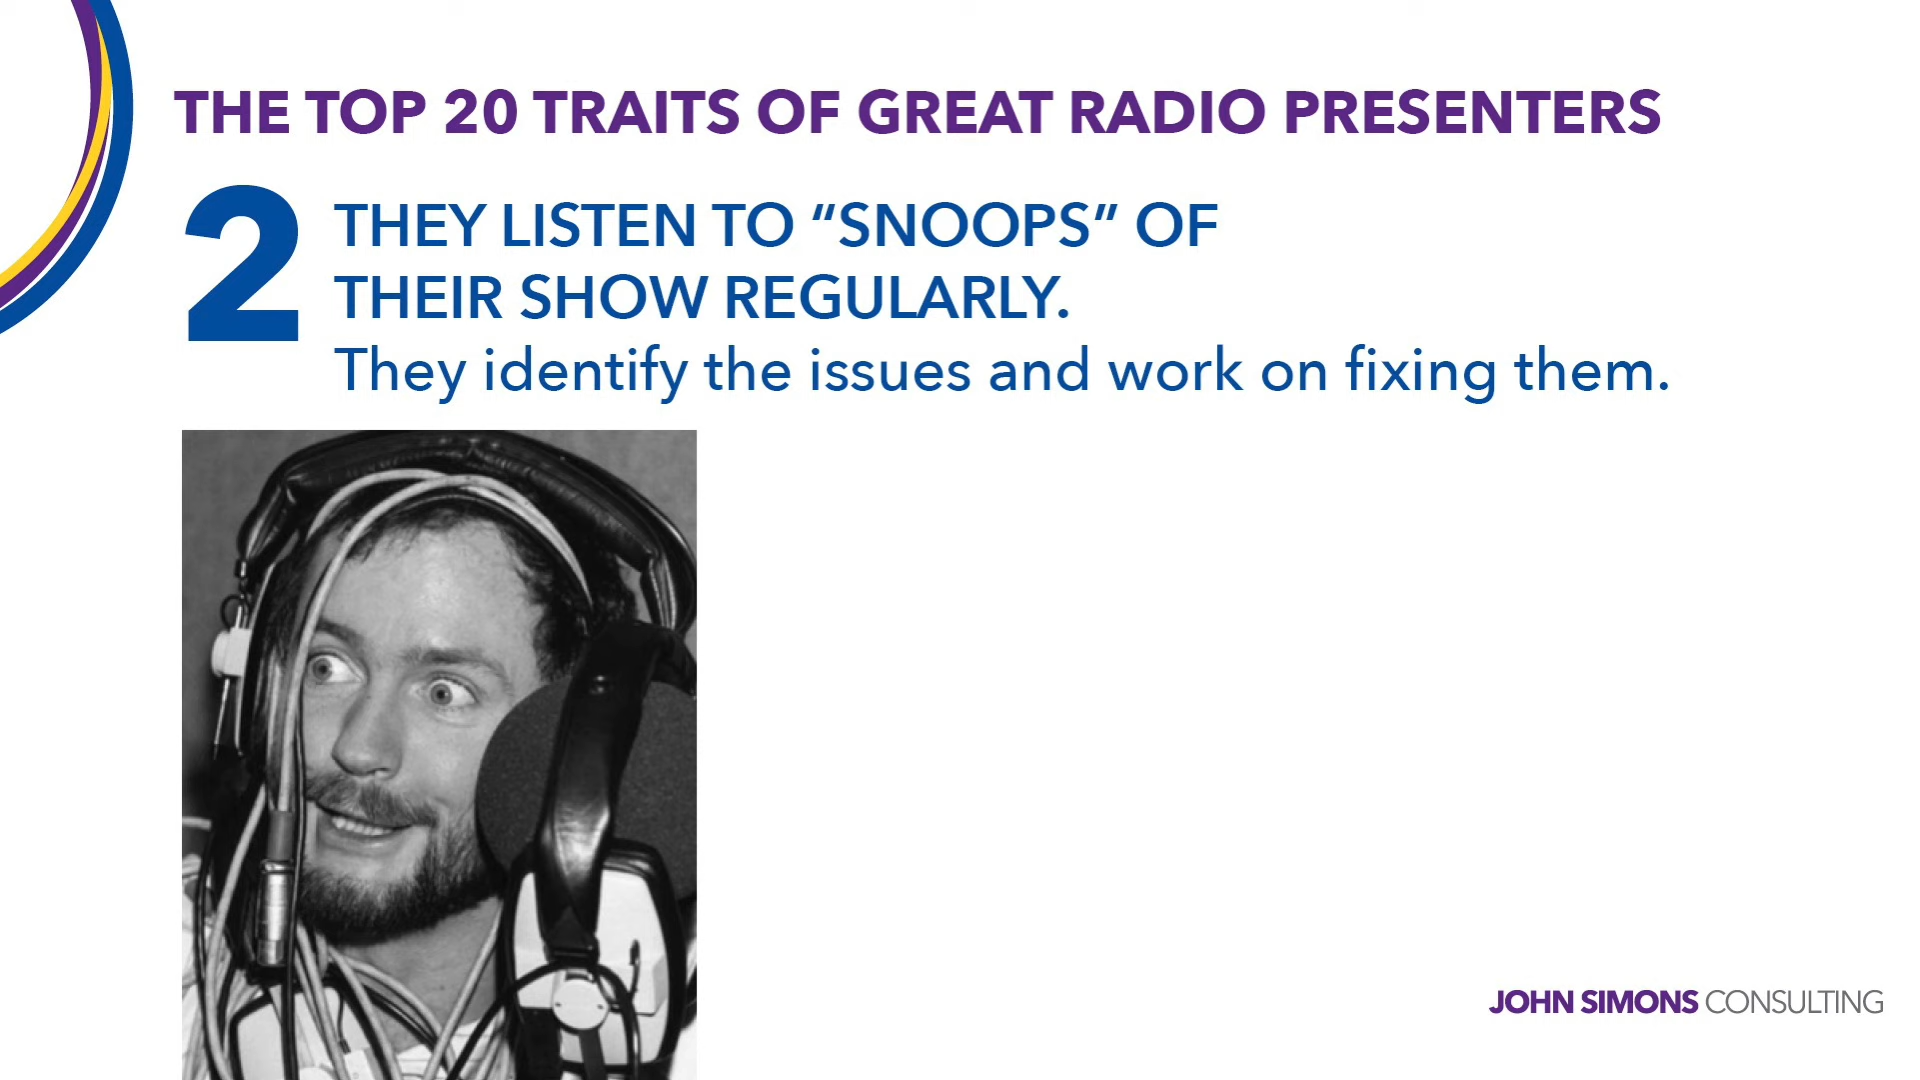 THE TOP 20 TRAITS OF GREAT RADIO PRESENTERS
2
THEY LISTEN TO “SNOOPS” OF
THEIR SHOW REGULARLY.
They identify the issues and work on fixing them.
JOHN SIMONS CONSULTING